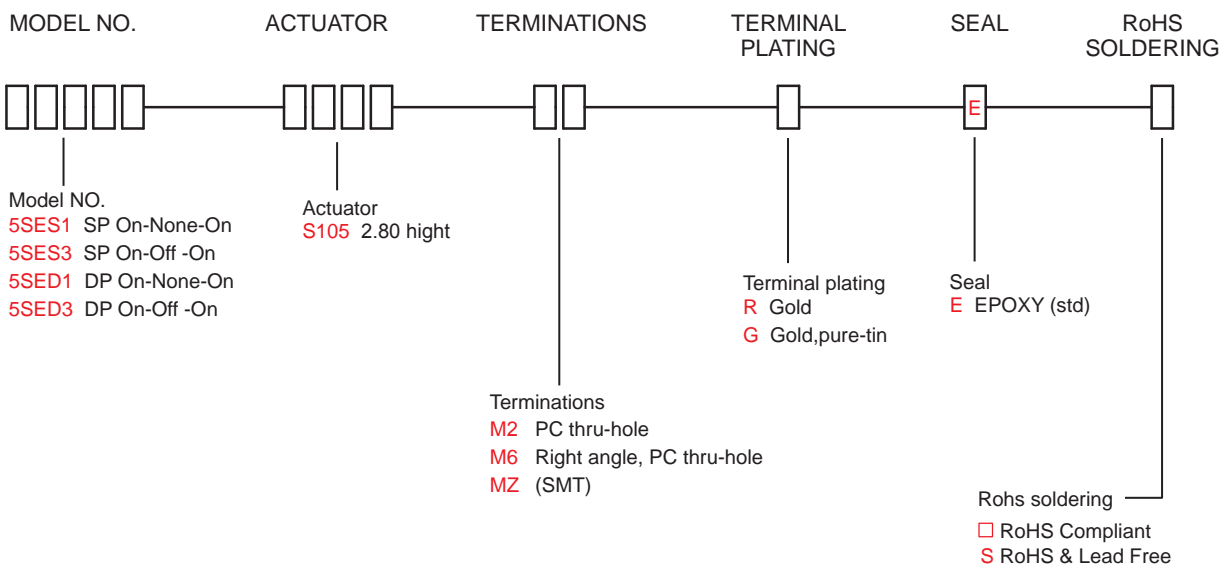 MODEL NO.
ACTUATOR
TERMINATIONS
TERMINAL
PLATING
SEAL
RoHS
SOLDERING
E
Model NO.
5SES1 SP On-None-On
5SES3 SP On-Off -On
5SED1 DP On-None-On
5SED3 DP On-Off -On
Actuator
S105 2.80 hight
Terminations
M2 PC thru-hole
M6 Right angle, PC thru-hole
MZ (SMT)
Terminal plating
R Gold
G Gold,pure-tin
Seal
E EPOXY (std)
Rohs soldering
□ RoHS Compliant
S RoHS & Lead Free